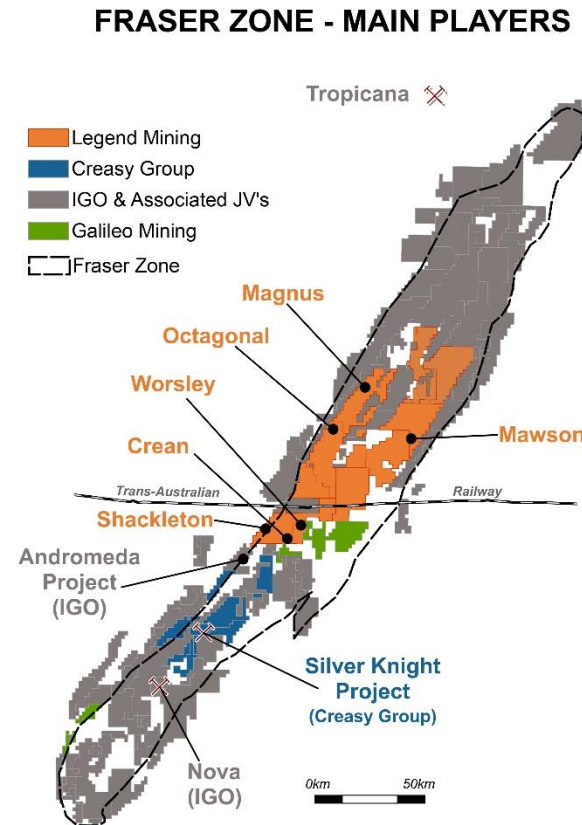 FRASER ZONE - MAIN PLAYERS
Tropicana
Legend Mining
Creasy Group
IGO & Associated JV's
Galileo Mining
Fraser Zone
Magnus
Octagonal
Worsley
Crean
Mawson
Trans-Australian
Railway
Shackleton
Andromeda
Project
(IGO)
Silver Knight
Project
(Creasy Group)
Nova
(IGO)
0km
50km